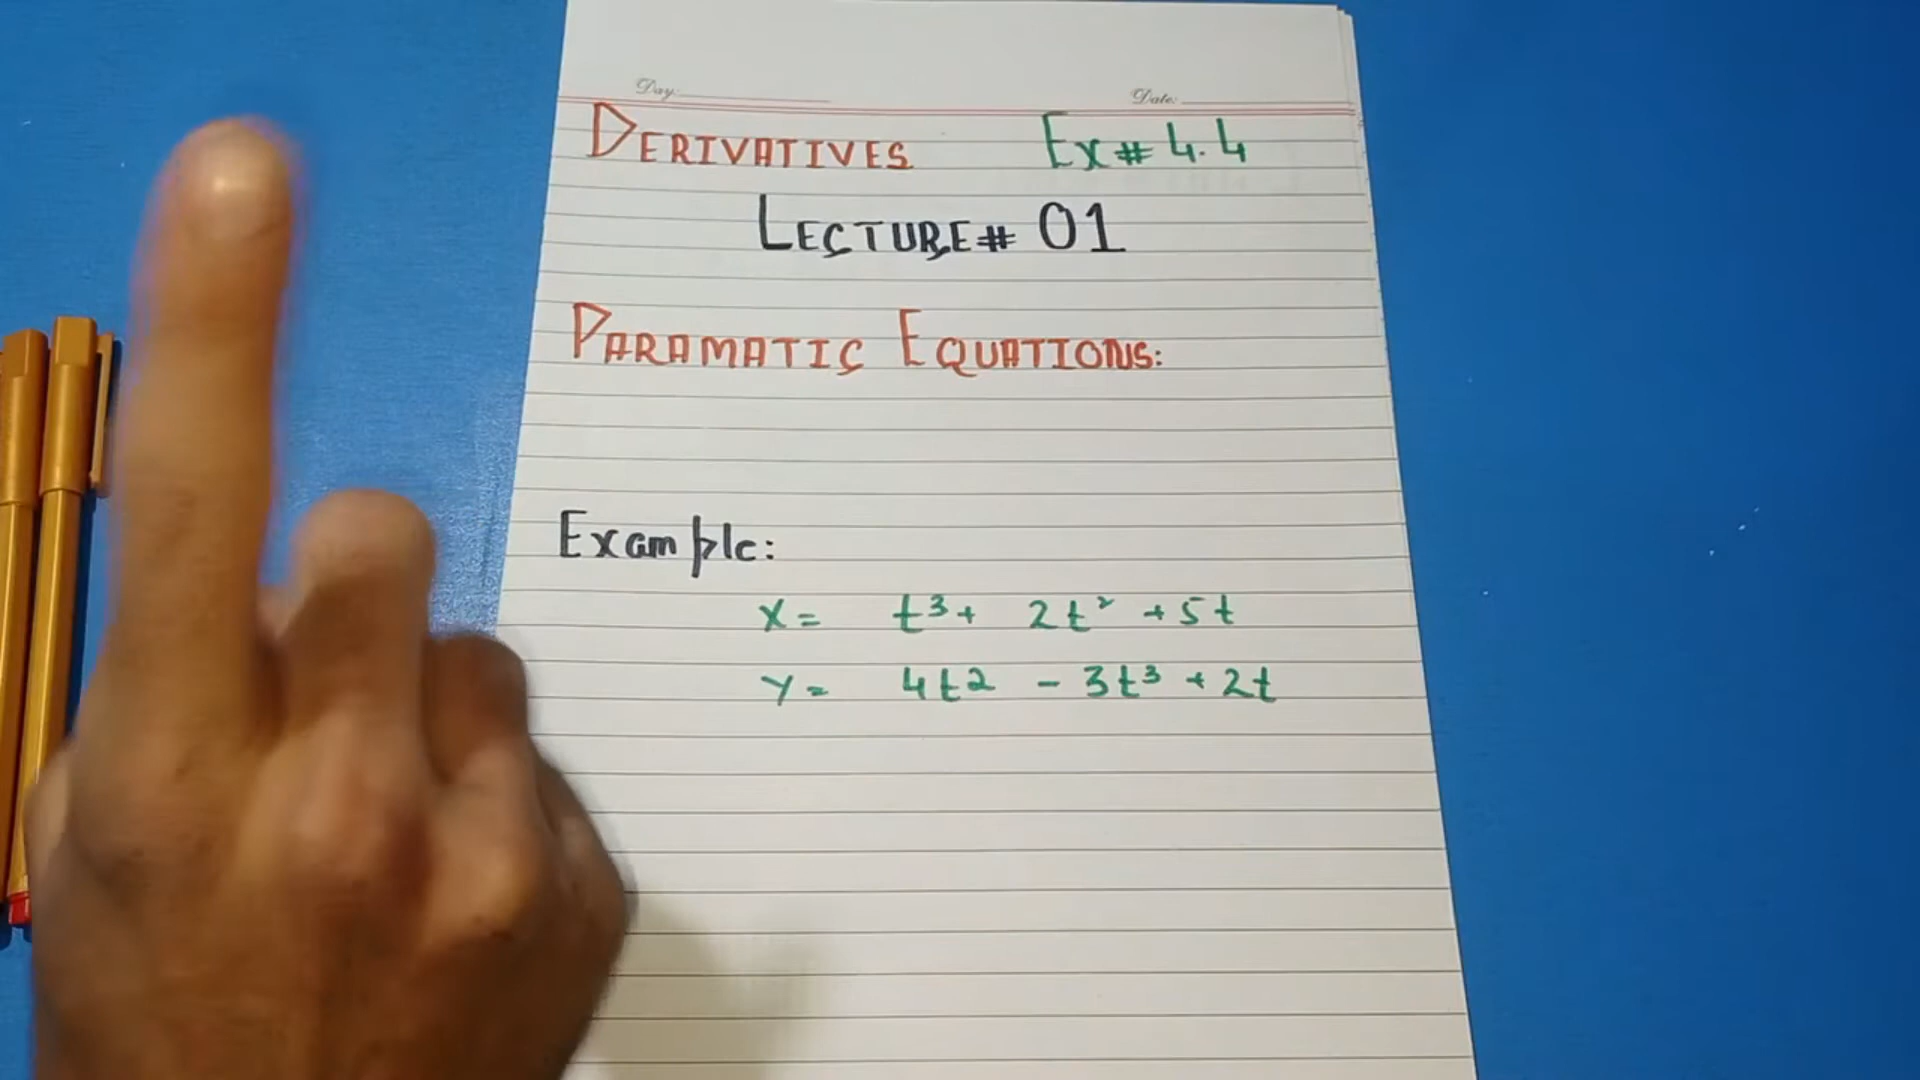 Day: Date:
DERIVATIVES Ex# 4.4
LECTURE# 01
PARAMATIC EQUATIONS:
Example:
x = t³ + 2t² + 5t
y = 4t² - 3t³ + 2t